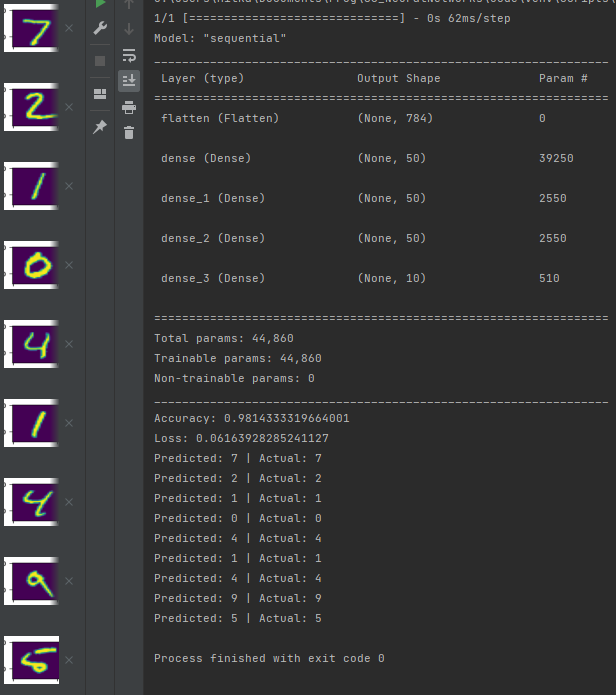 7
2
1
0
4
1
4
9
5
1/1 [==============================] - 0s 62ms/step
Model: "sequential"
_________________________________________________________________
Layer (type) Output Shape Param #
=================================================================
flatten (Flatten) (None, 784) 0
dense (Dense) (None, 50) 39250
dense_1 (Dense) (None, 50) 2550
dense_2 (Dense) (None, 50) 2550
dense_3 (Dense) (None, 10) 510
=================================================================
Total params: 44,860
Trainable params: 44,860
Non-trainable params: 0
_________________________________________________________________
Accuracy: 0.9814333319664001
Loss: 0.06163928285241127
Predicted: 7 | Actual: 7
Predicted: 2 | Actual: 2
Predicted: 1 | Actual: 1
Predicted: 0 | Actual: 0
Predicted: 4 | Actual: 4
Predicted: 1 | Actual: 1
Predicted: 4 | Actual: 4
Predicted: 9 | Actual: 9
Predicted: 5 | Actual: 5
Process finished with exit code 0